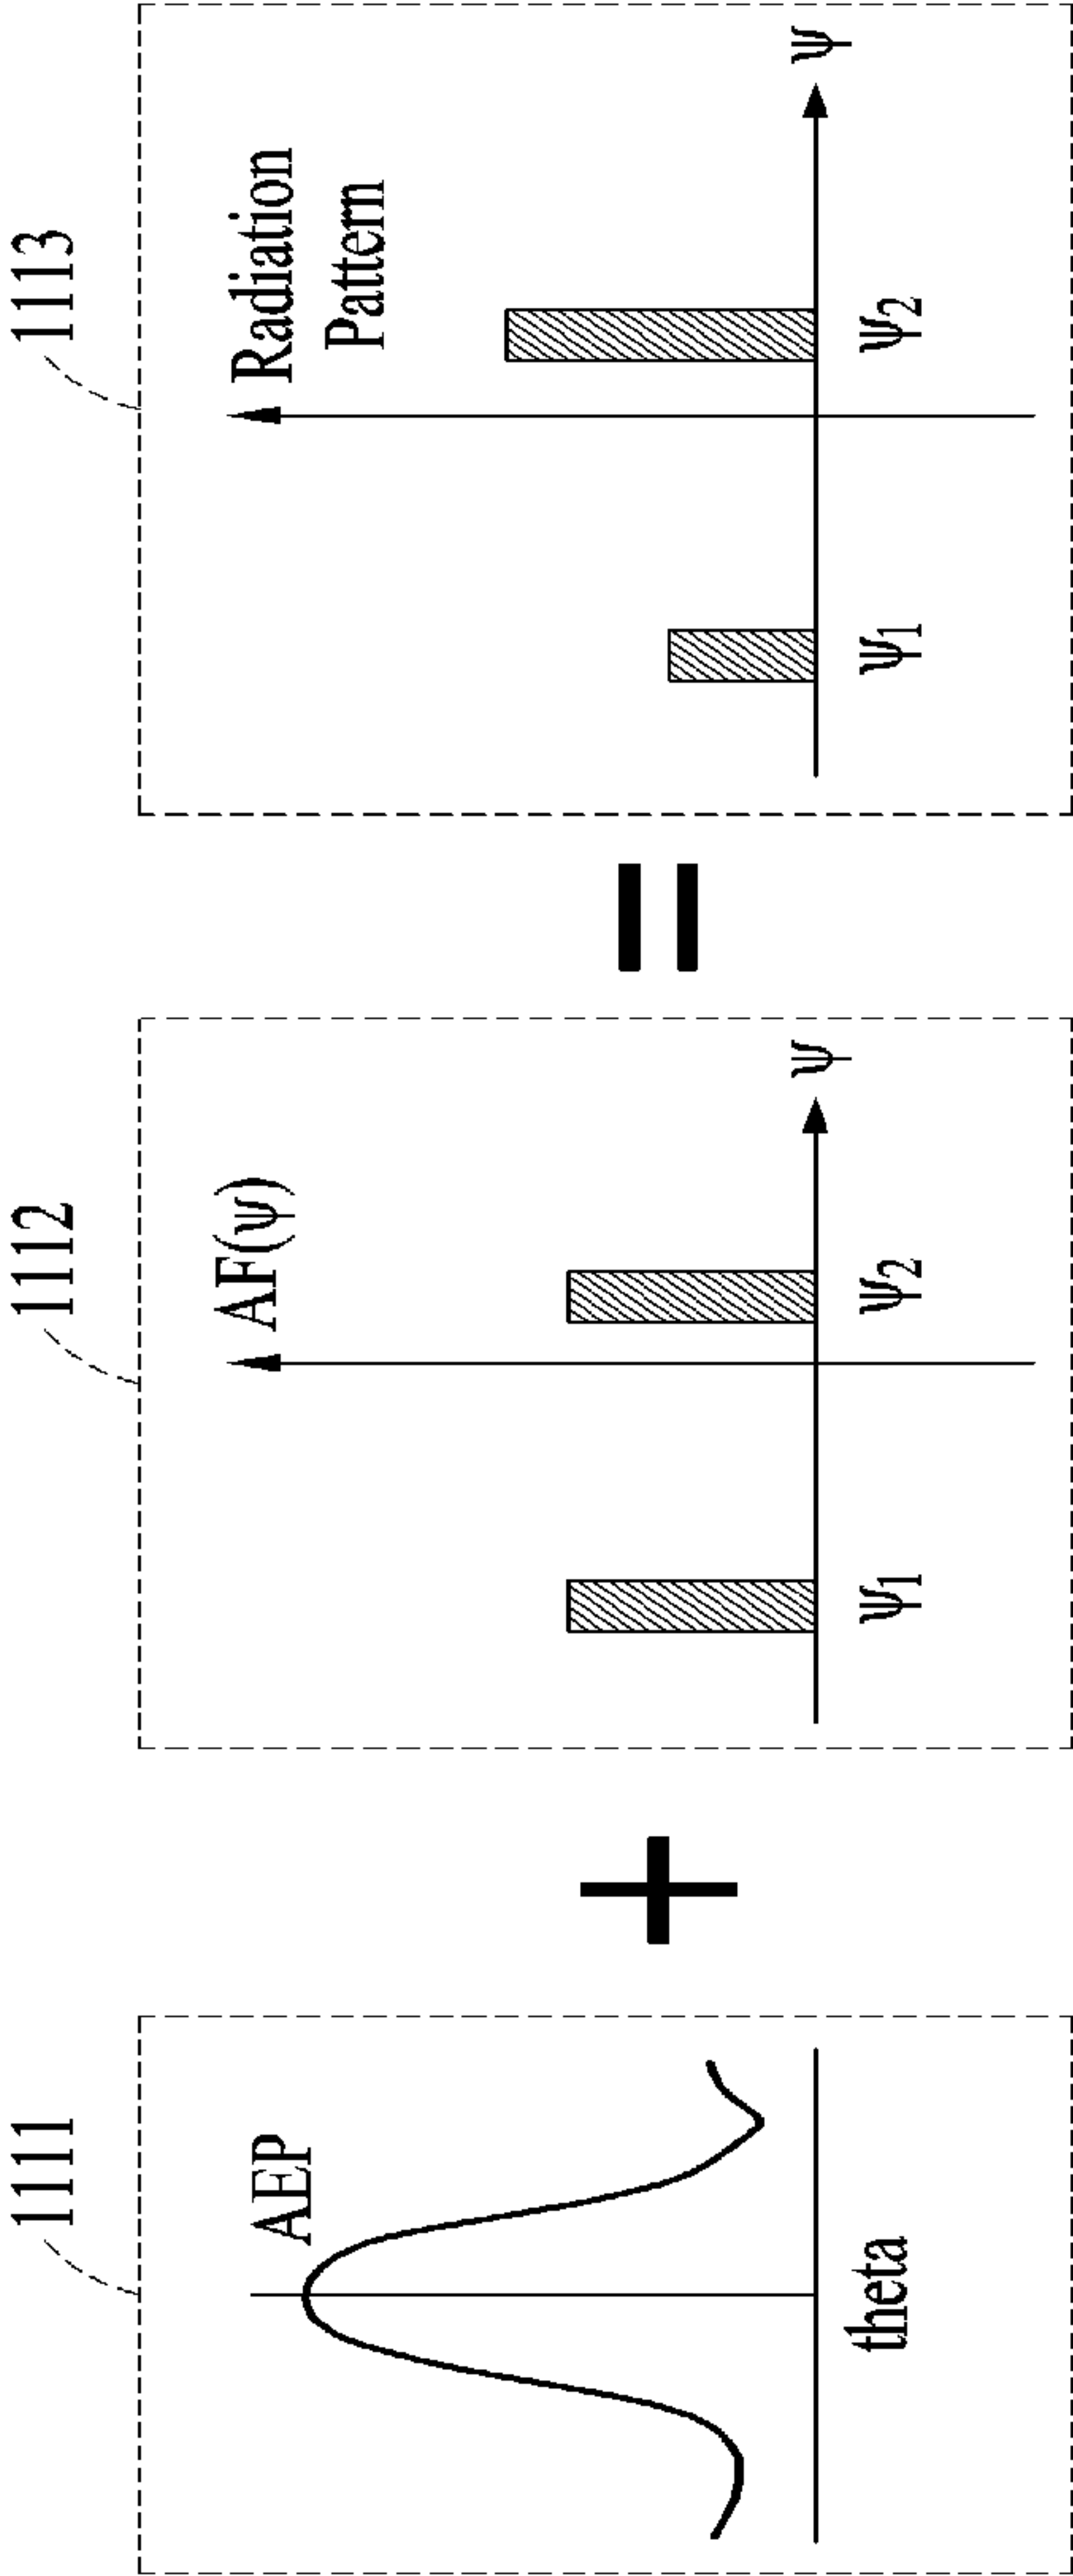 1111
AEP
theta
+
1112
AF(ψ)
ψ
ψ1
ψ2
=
1113
Radiation
Pattern
ψ
ψ1
ψ2